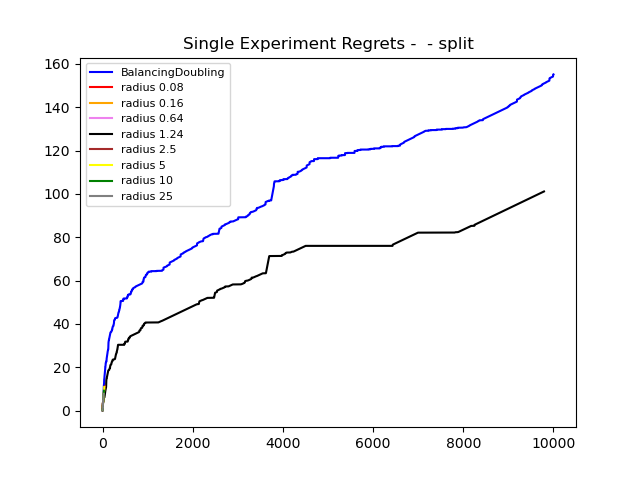 Single Experiment Regrets -  - split
160
140
120
100
80
60
40
20
0
BalancingDoubling
radius 0.08
radius 0.16
radius 0.64
radius 1.24
radius 2.5
radius 5
radius 10
radius 25
0 2000 4000 6000 8000 10000